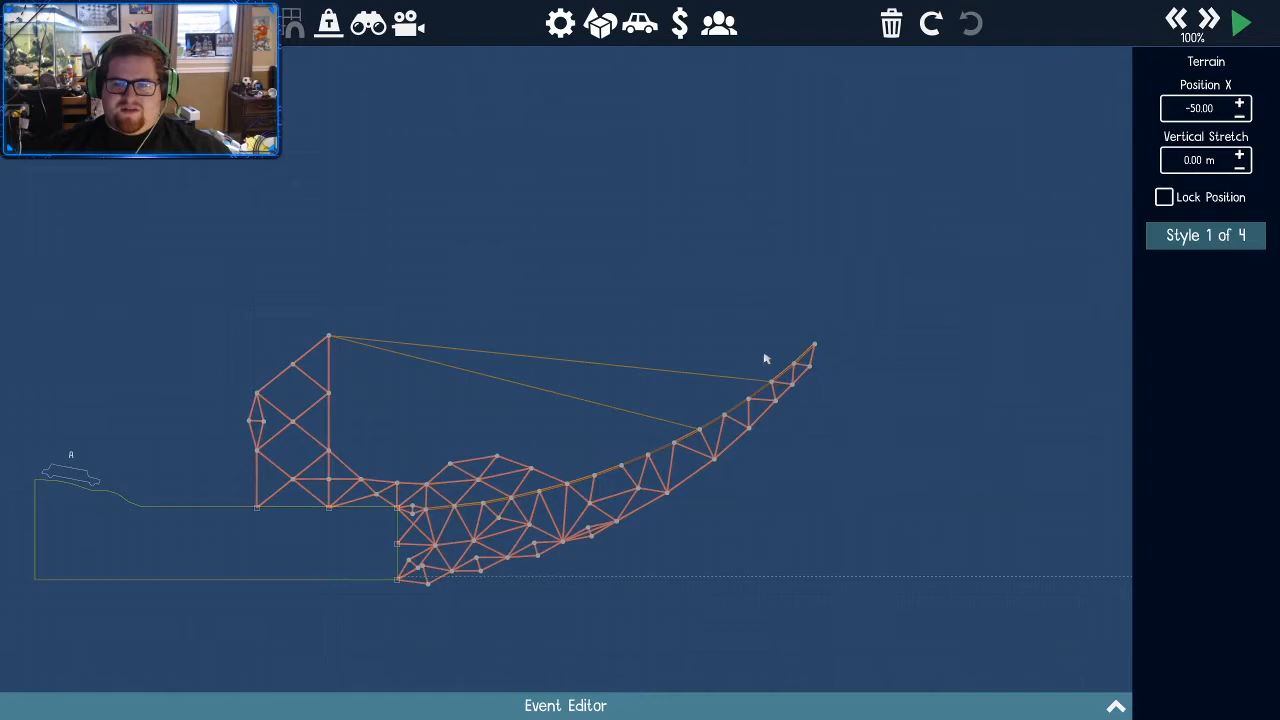 T
$
100%
Terrain
Position X
-50.00
+
−
Vertical Stretch
0.00 m
+
−
Lock Position
Style 1 of 4
A
Event Editor